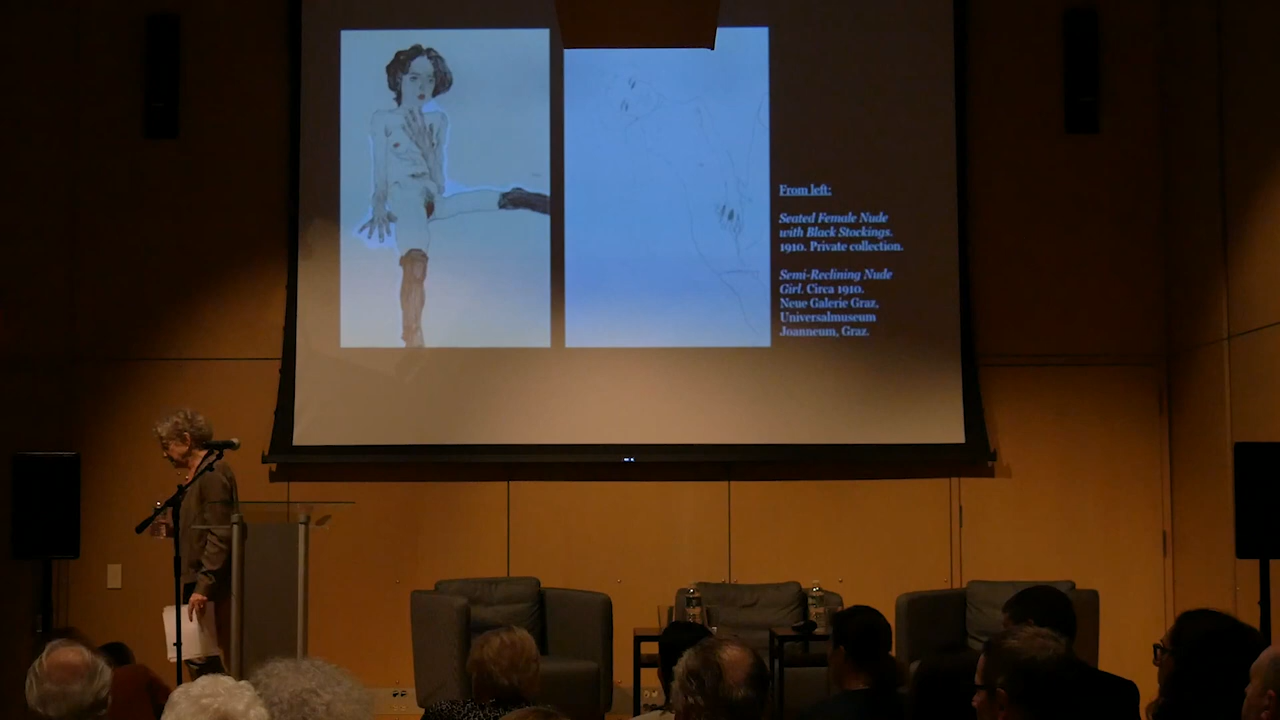 From left:
Seated Female Nude
with Black Stockings.
1910. Private collection.
Semi-Reclining Nude
Girl. Circa 1910.
Neue Galerie Graz,
Universalmuseum
Joanneum, Graz.